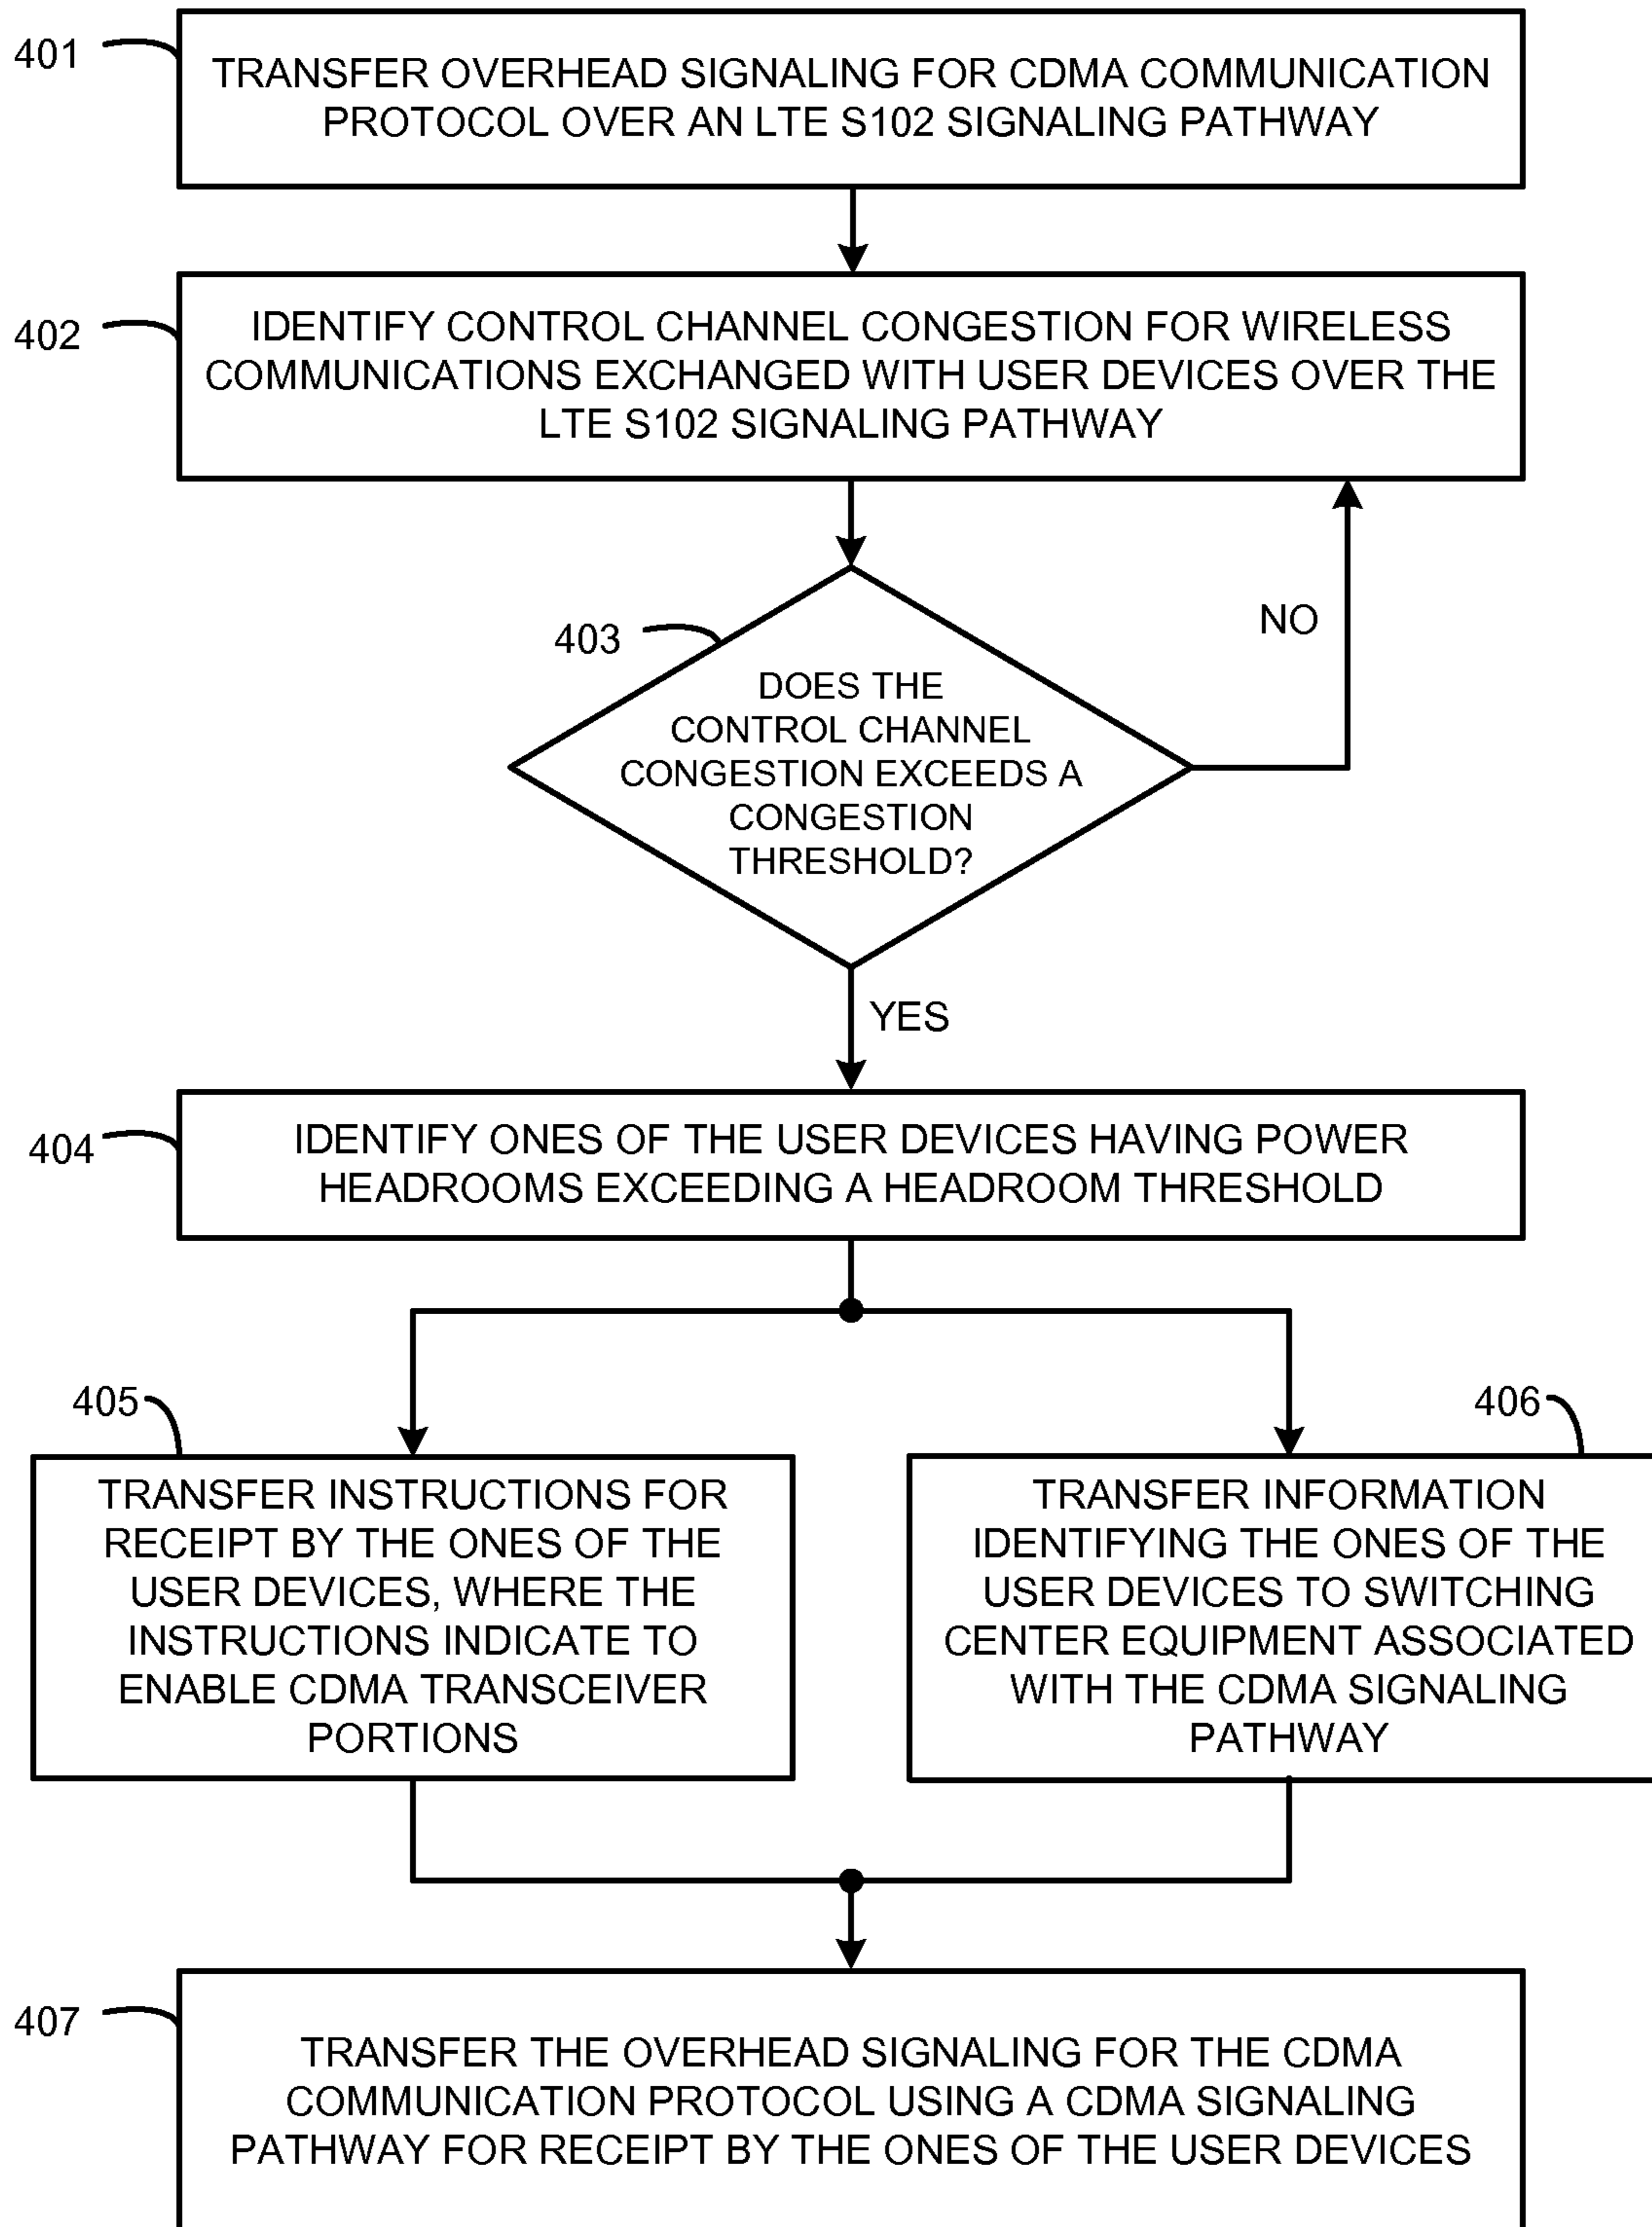 401
TRANSFER OVERHEAD SIGNALING FOR CDMA COMMUNICATION
PROTOCOL OVER AN LTE S102 SIGNALING PATHWAY
402
IDENTIFY CONTROL CHANNEL CONGESTION FOR WIRELESS
COMMUNICATIONS EXCHANGED WITH USER DEVICES OVER THE
LTE S102 SIGNALING PATHWAY
403
DOES THE
CONTROL CHANNEL
CONGESTION EXCEEDS A
CONGESTION
THRESHOLD?
NO
YES
404
IDENTIFY ONES OF THE USER DEVICES HAVING POWER
HEADROOMS EXCEEDING A HEADROOM THRESHOLD
405
TRANSFER INSTRUCTIONS FOR
RECEIPT BY THE ONES OF THE
USER DEVICES, WHERE THE
INSTRUCTIONS INDICATE TO
ENABLE CDMA TRANSCEIVER
PORTIONS
406
TRANSFER INFORMATION
IDENTIFYING THE ONES OF THE
USER DEVICES TO SWITCHING
CENTER EQUIPMENT ASSOCIATED
WITH THE CDMA SIGNALING
PATHWAY
407
TRANSFER THE OVERHEAD SIGNALING FOR THE CDMA
COMMUNICATION PROTOCOL USING A CDMA SIGNALING
PATHWAY FOR RECEIPT BY THE ONES OF THE USER DEVICES